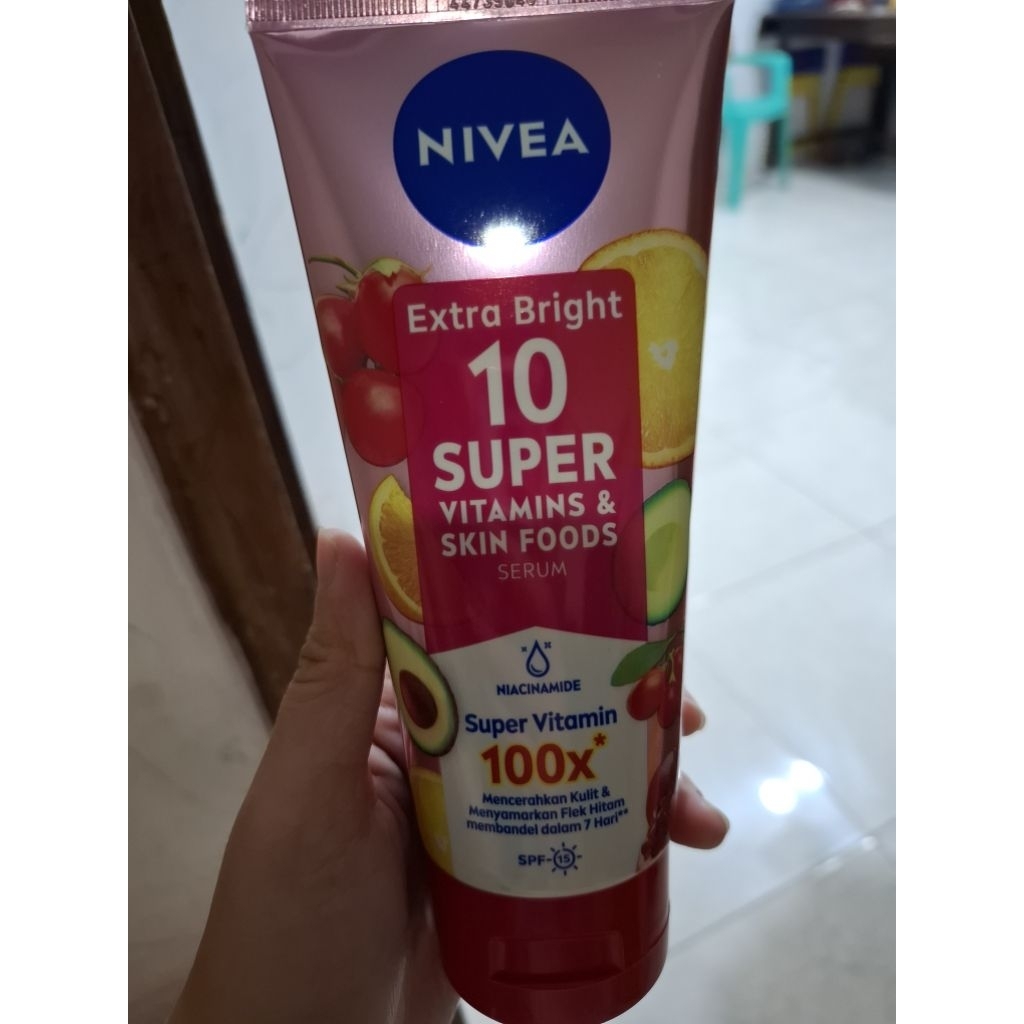 NIVEA
Extra Bright
10
SUPER
VITAMINS &
SKIN FOODS
SERUM
NIACINAMIDE
Super Vitamin
100x*
Mencerahkan Kulit &
Menyamarkan Flek Hitam
membandel dalam 7 Hari**
SPF-15-